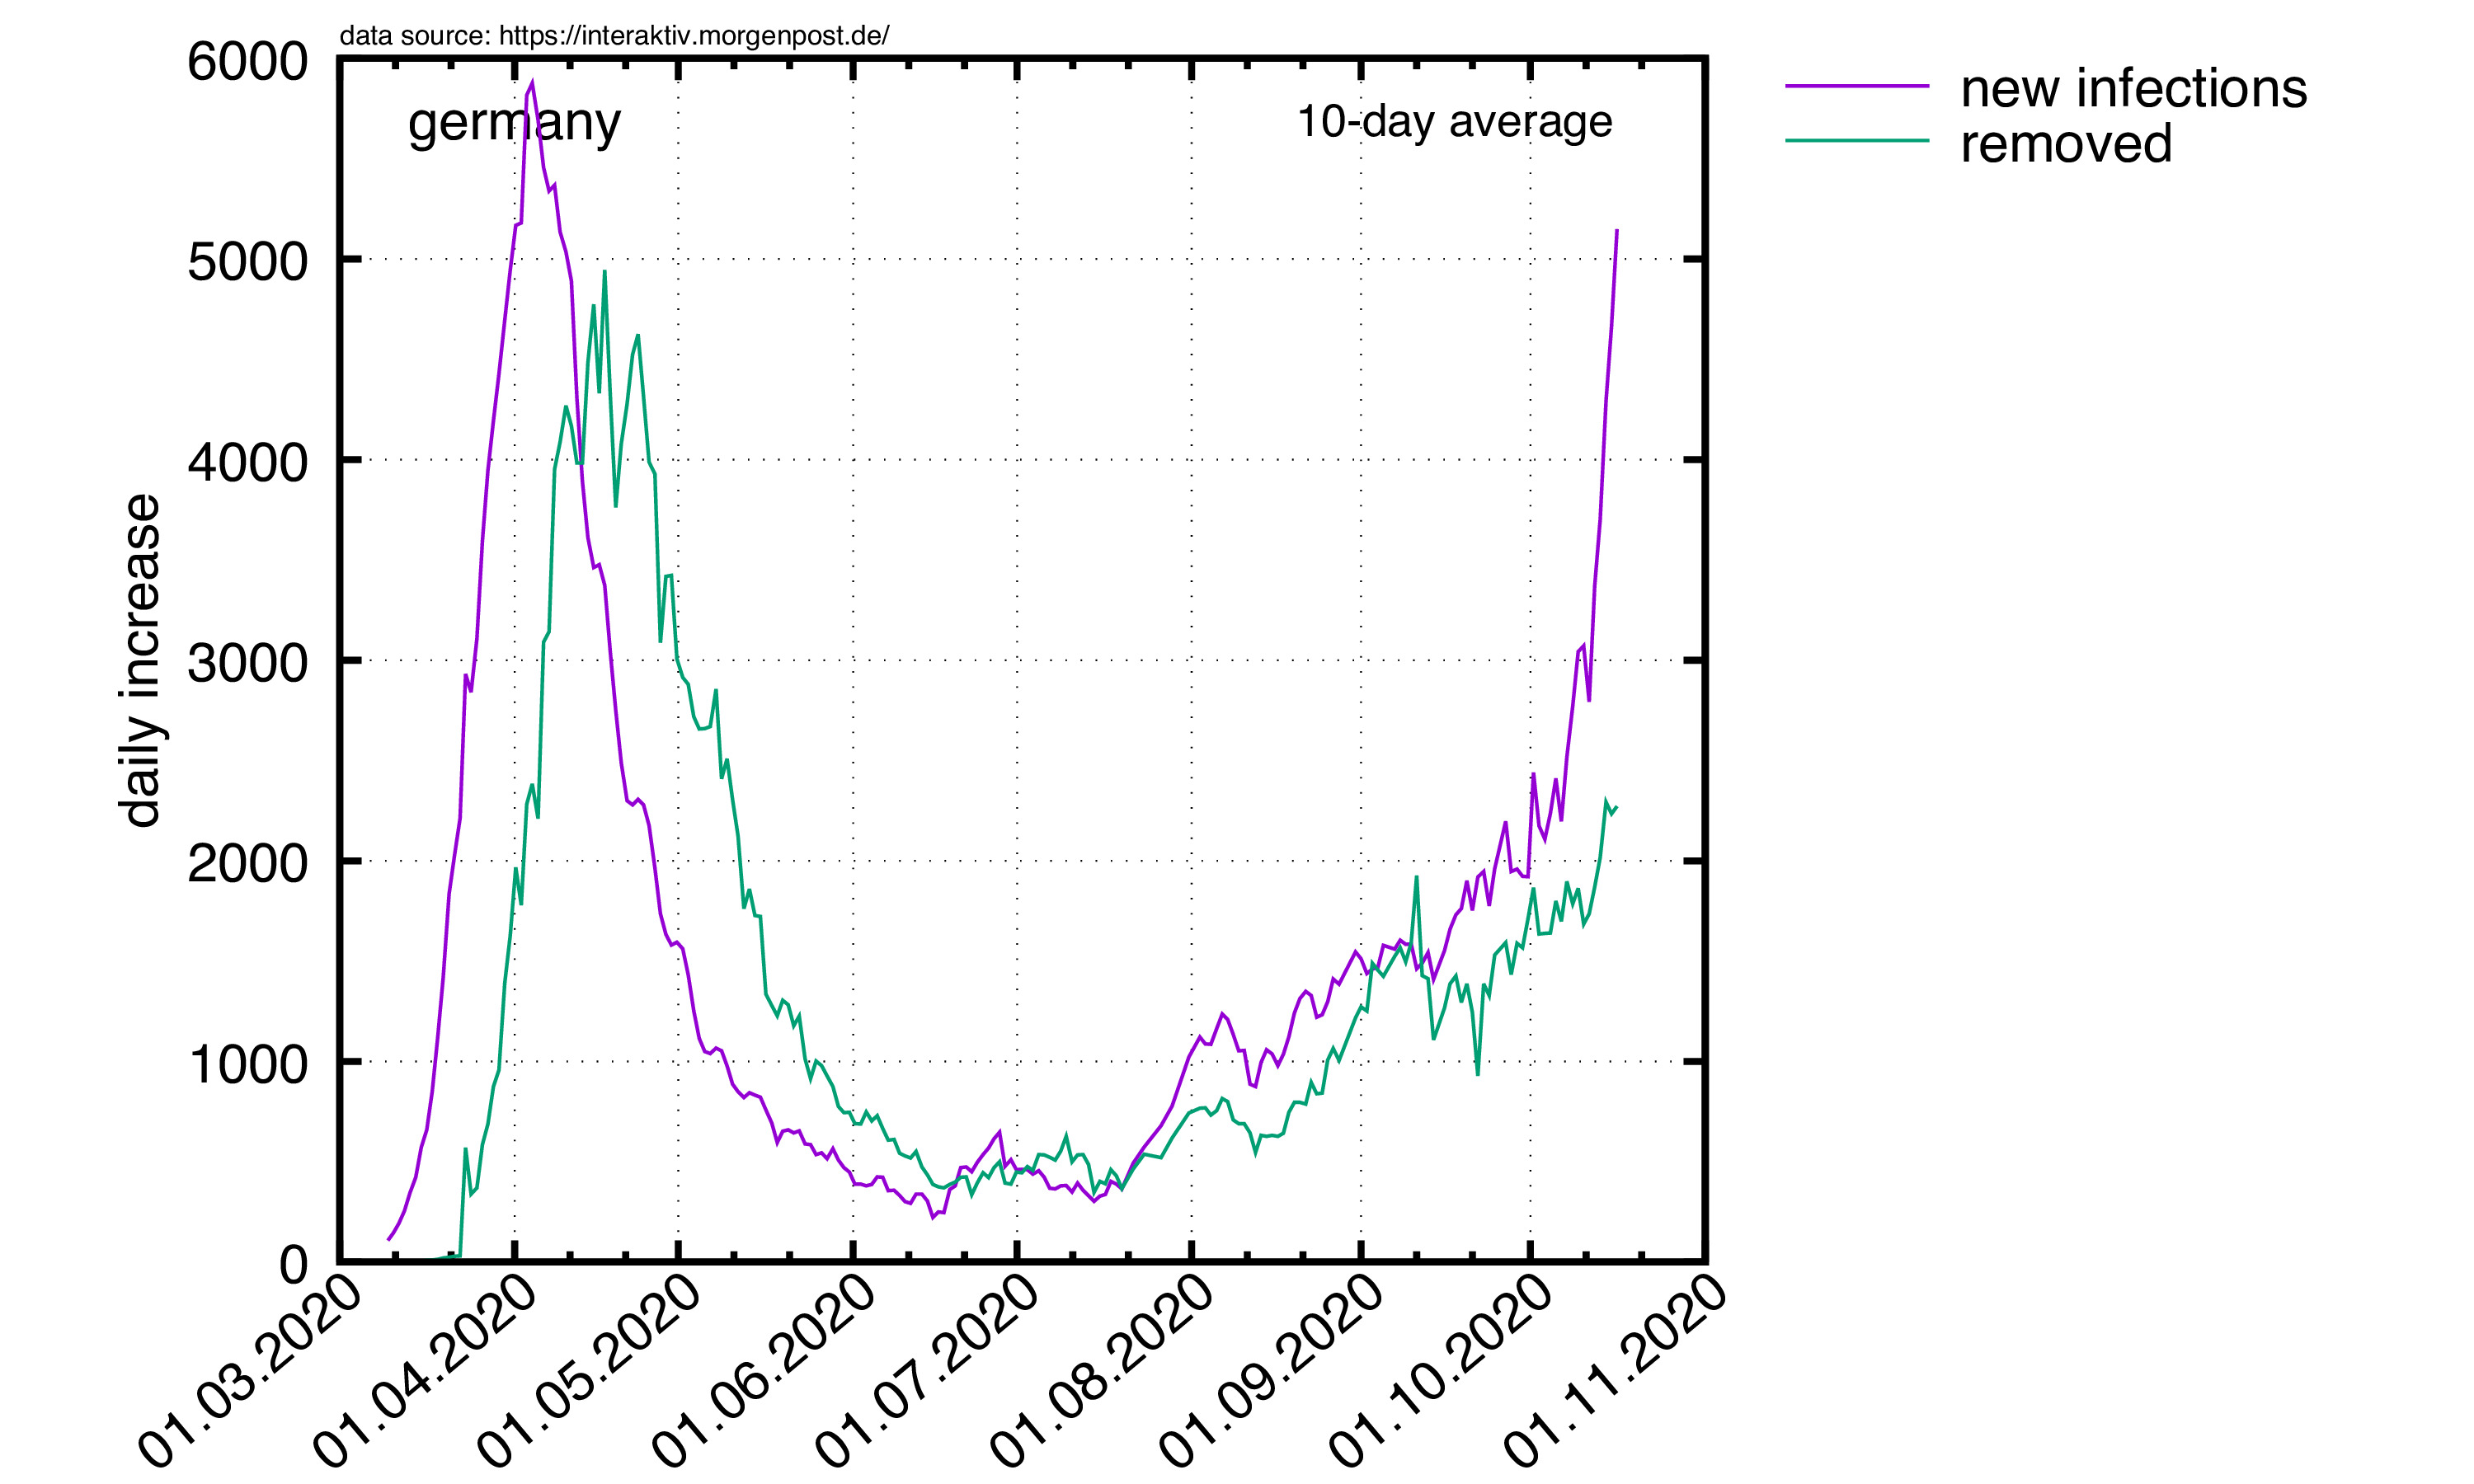 data source: https://interaktiv.morgenpost.de/
germany
10-day average
new infections
removed
daily increase
6000
5000
4000
3000
2000
1000
0
01.03.2020
01.04.2020
01.05.2020
01.06.2020
01.07.2020
01.08.2020
01.09.2020
01.10.2020
01.11.2020